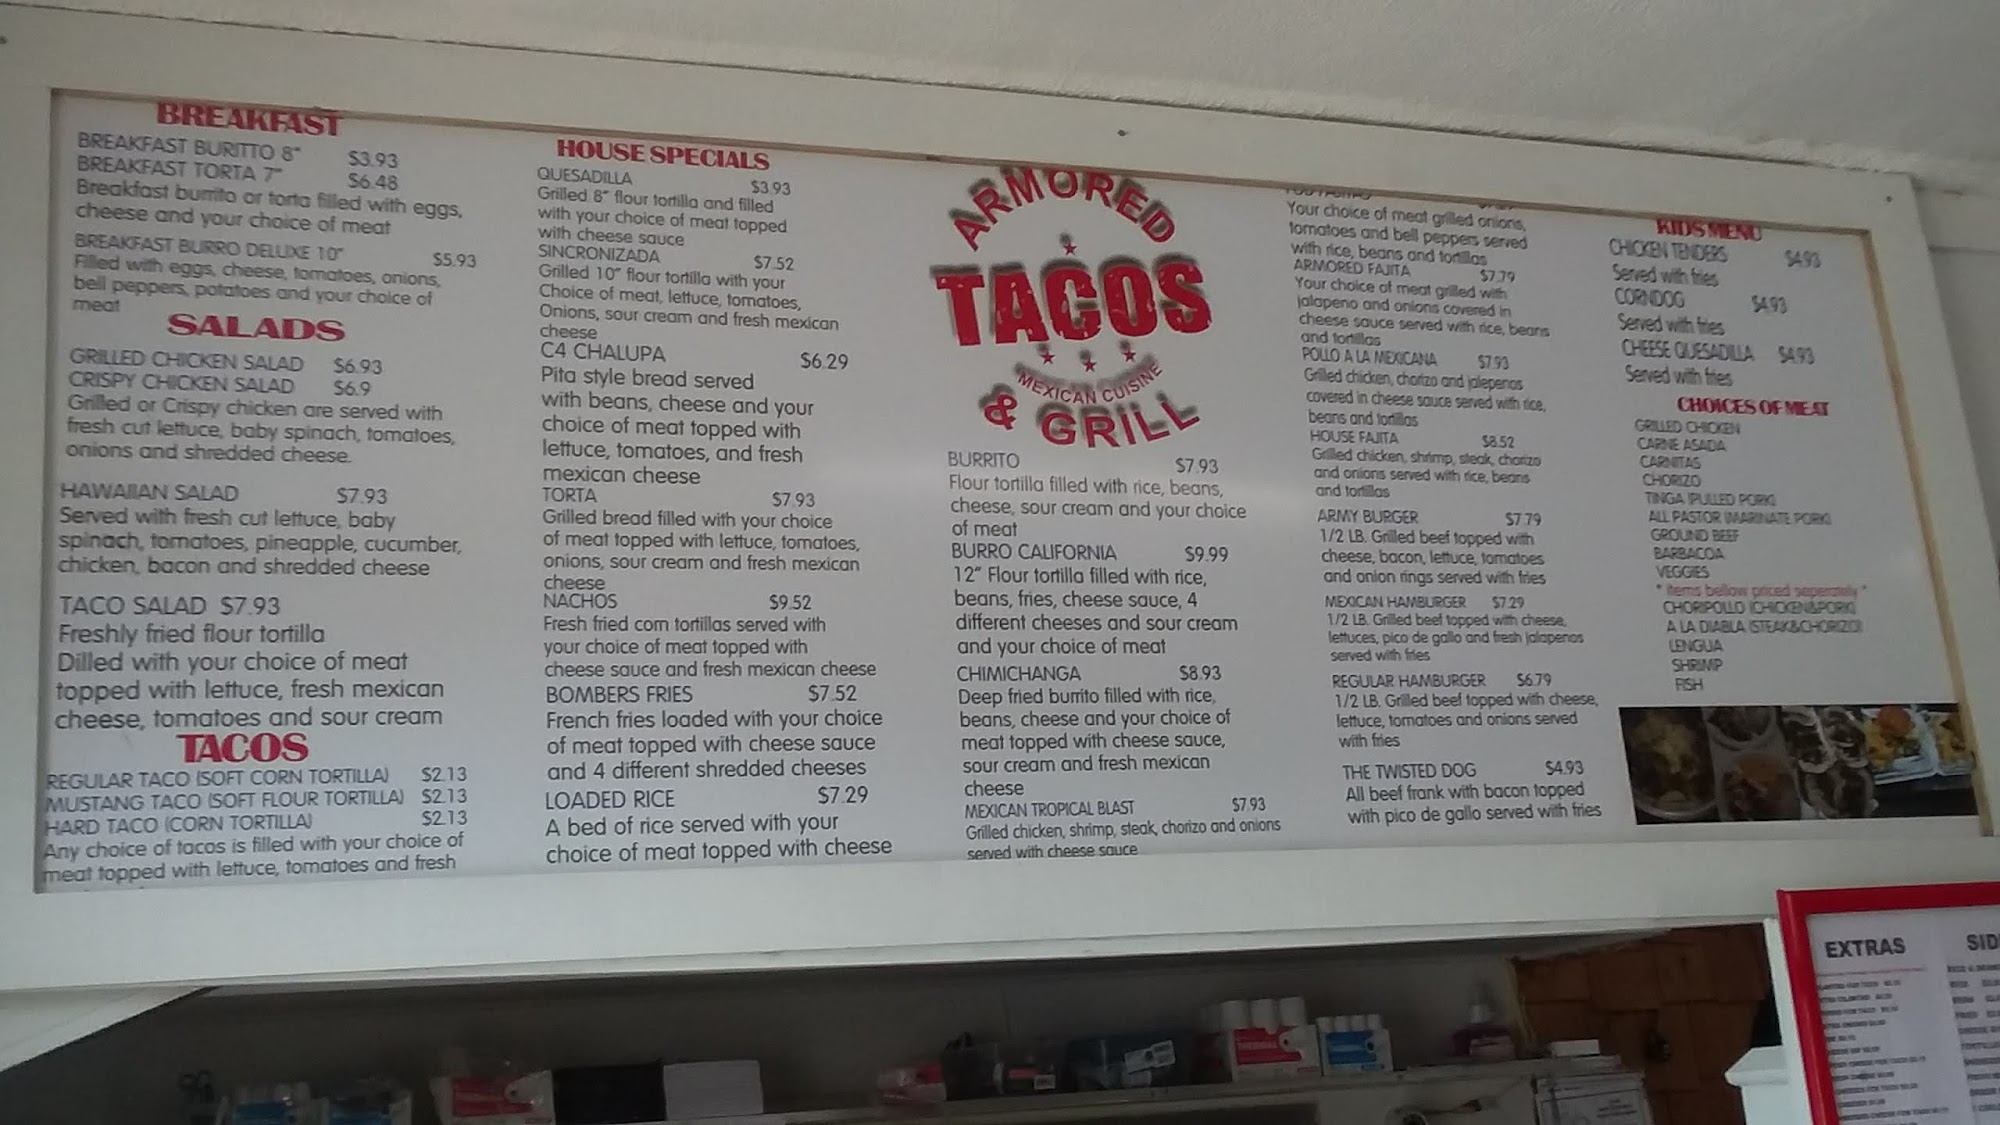 BREAKFAST
BREAKFAST BURITTO 8" $3.93
BREAKFAST TORTA 7" $6.48
Breakfast burrito or torta filled with eggs,
cheese and your choice of meat
BREAKFAST BURRO DELUXE 10" $5.93
Filled with eggs, cheese, tomatoes, onions,
bell peppers, potatoes and your choice of
meat
SALADS
GRILLED CHICKEN SALAD $6.93
CRISPY CHICKEN SALAD $6.9
Grilled or Crispy chicken are served with
fresh cut lettuce, baby spinach, tomatoes,
onions and shredded cheese.
HAWAIIAN SALAD $7.93
Served with fresh cut lettuce, baby
spinach, tomatoes, pineapple, cucumber,
chicken, bacon and shredded cheese
TACO SALAD $7.93
Freshly fried flour tortilla
Dilled with your choice of meat
topped with lettuce, fresh mexican
cheese, tomatoes and sour cream
TACOS
REGULAR TACO (SOFT CORN TORTILLA) $2.13
MUSTANG TACO (SOFT FLOUR TORTILLA) $2.13
HARD TACO (CORN TORTILLA) $2.13
Any choice of tacos is filled with your choice of
meat topped with lettuce, tomatoes and fresh
HOUSE SPECIALS
QUESADILLA $3.93
Grilled 8" flour tortilla and filled
with your choice of meat topped
with cheese sauce
SINCRONIZADA $7.52
Grilled 10" flour tortilla with your
Choice of meat, lettuce, tomatoes,
Onions, sour cream and fresh mexican
cheese
C4 CHALUPA $6.29
Pita style bread served
with beans, cheese and your
choice of meat topped with
lettuce, tomatoes, and fresh
mexican cheese
TORTA $7.93
Grilled bread filled with your choice
of meat topped with lettuce, tomatoes,
onions, sour cream and fresh mexican
cheese
NACHOS $9.52
Fresh fried corn tortillas served with
your choice of meat topped with
cheese sauce and fresh mexican cheese
BOMBERS FRIES $7.52
French fries loaded with your choice
of meat topped with cheese sauce
and 4 different shredded cheeses
LOADED RICE $7.29
A bed of rice served with your
choice of meat topped with cheese
ARMORED
TACOS
MEXICAN CUISINE
& GRILL
BURRITO $7.93
Flour tortilla filled with rice, beans,
cheese, sour cream and your choice
of meat
BURRO CALIFORNIA $9.99
12" Flour tortilla filled with rice,
beans, fries, cheese sauce, 4
different cheeses and sour cream
and your choice of meat
CHIMICHANGA $8.93
Deep fried burrito filled with rice,
beans, cheese and your choice of
meat topped with cheese sauce,
sour cream and fresh mexican
cheese
MEXICAN TROPICAL BLAST $7.93
Grilled chicken, shrimp, steak, chorizo and onions
served with cheese sauce
Your choice of meat grilled onions,
tomatoes and bell peppers served
with rice, beans and tortillas
ARMORED FAJITA $7.79
Your choice of meat grilled with
jalapeno and onions covered in
cheese sauce served with rice, beans
and tortillas
POLLO A LA MEXICANA $7.93
Grilled chicken, chorizo and jalepenos
covered in cheese sauce served with rice,
beans and tortillas
HOUSE FAJITA $8.52
Grilled chicken, shrimp, steak, chorizo
and onions served with rice, beans
and tortillas
ARMY BURGER $7.79
1/2 LB. Grilled beef topped with
cheese, bacon, lettuce, tomatoes
and onion rings served with fries
MEXICAN HAMBURGER $7.29
1/2 LB. Grilled beef topped with cheese,
lettuces, pico de gallo and fresh jalapenos
served with fries
REGULAR HAMBURGER $6.79
1/2 LB. Grilled beef topped with cheese,
lettuce, tomatoes and onions served
with fries
THE TWISTED DOG $4.93
All beef frank with bacon topped
with pico de gallo served with fries
KIDS MENU
CHICKEN TENDERS $4.93
Served with fries
CORNDOG $4.93
Served with fries
CHEESE QUESADILLA $4.93
Served with fries
CHOICES OF MEAT
GRILLED CHICKEN
CARNE ASADA
CARNITAS
CHORIZO
TINGA (PULLED PORK)
ALL PASTOR (MARINATE PORK)
GROUND BEEF
BARBACOA
VEGGIES
* items bellow priced seperately *
CHORIPOLLO (CHICKEN&PORK)
A LA DIABLA (STEAK&CHORIZO)
LENGUA
SHRIMP
FISH
EXTRAS
SID
THERMAL